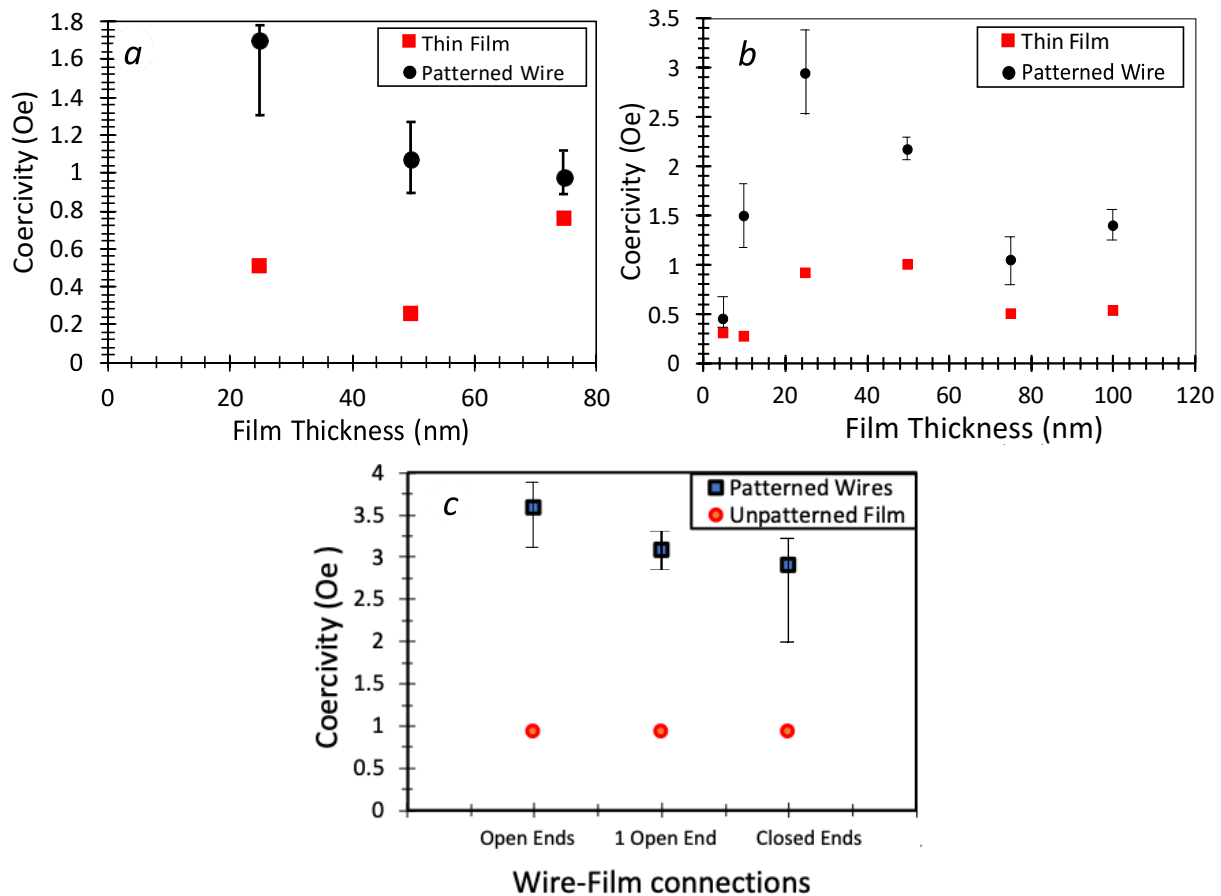 a
Thin Film
Patterned Wire
Coercivity (Oe)
1.8
1.6
1.4
1.2
1
0.8
0.6
0.4
0.2
0
0 20 40 60 80
Film Thickness (nm)
b
Thin Film
Patterned Wire
Coercivity (Oe)
3.5
3
2.5
2
1.5
1
0.5
0
0 20 40 60 80 100 120
Film Thickness (nm)
c
Patterned Wires
Unpatterned Film
Coercivity (Oe )
4
3.5
3
2.5
2
1.5
1
0.5
0
Open Ends 1 Open End Closed Ends
Wire-Film connections